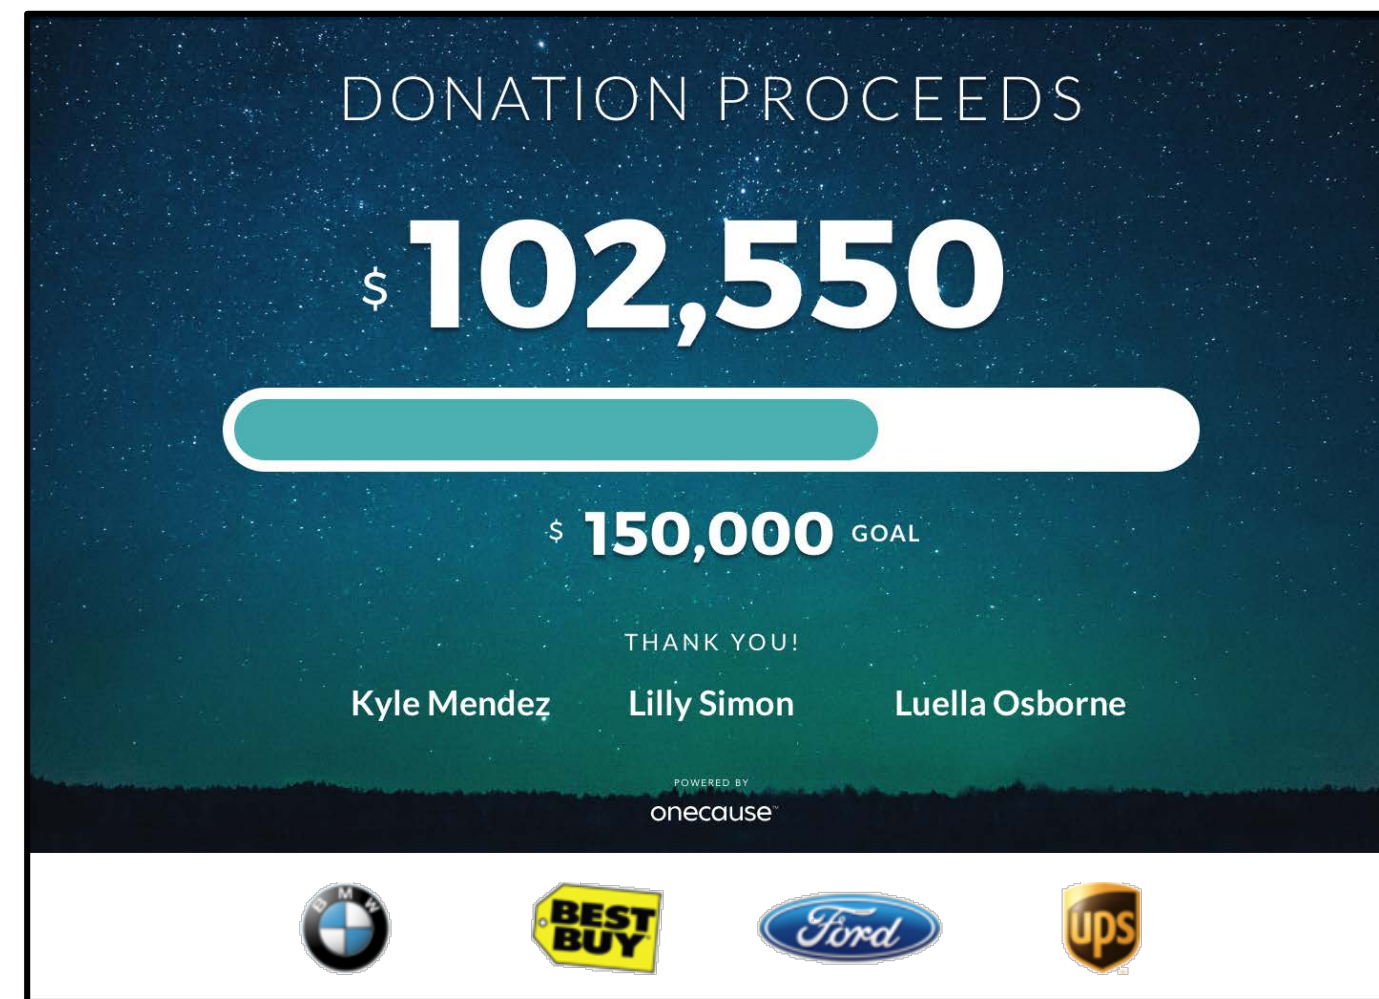 DONATION PROCEEDS
$ 102,550
$ 150,000 GOAL
THANK YOU!
Kyle Mendez Lilly Simon Luella Osborne
POWERED BY
onecause™
BMW BEST BUY Ford ups